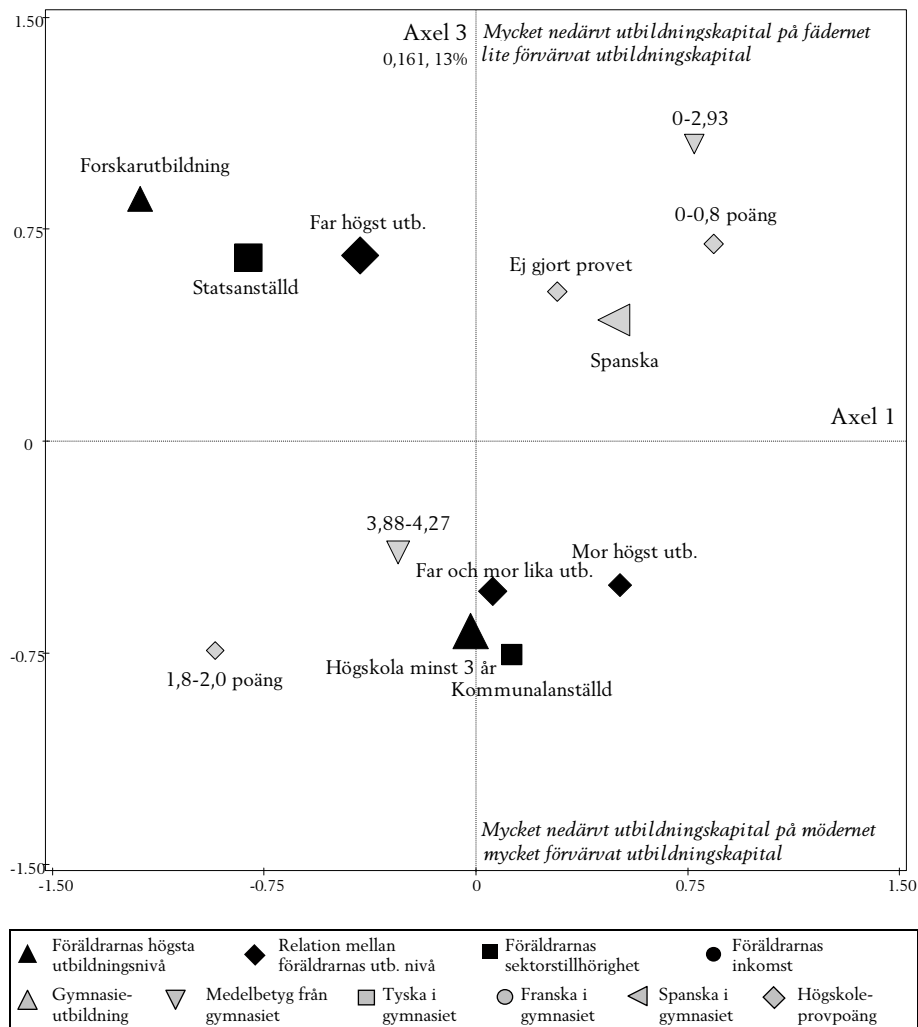 1.50
Axel 3
0,161, 13%
Mycket nedärvt utbildningskapital på fädernet
lite förvärvat utbildningskapital
0-2,93
Forskarutbildning
0-0,8 poäng
0.75
Far högst utb.
Ej gjort provet
Statsanställd
Spanska
Axel 1
0
3,88-4,27
Mor högst utb.
Far och mor lika utb.
-0.75
Högskola minst 3 år
1,8-2,0 poäng
Kommunalanställd
Mycket nedärvt utbildningskapital på mödernet
mycket förvärvat utbildningskapital
-1.50
-1.50 -0.75 0 0.75 1.50
Föräldrarnas högsta
utbildningsnivå
Relation mellan
föräldrarnas utb. nivå
Föräldrarnas
sektorstillhörighet
Föräldrarnas
inkomst
Gymnasie-
utbildning
Medelbetyg från
gymnasiet
Tyska i
gymnasiet
Franska i
gymnasiet
Spanska i
gymnasiet
Högskole-
provpoäng